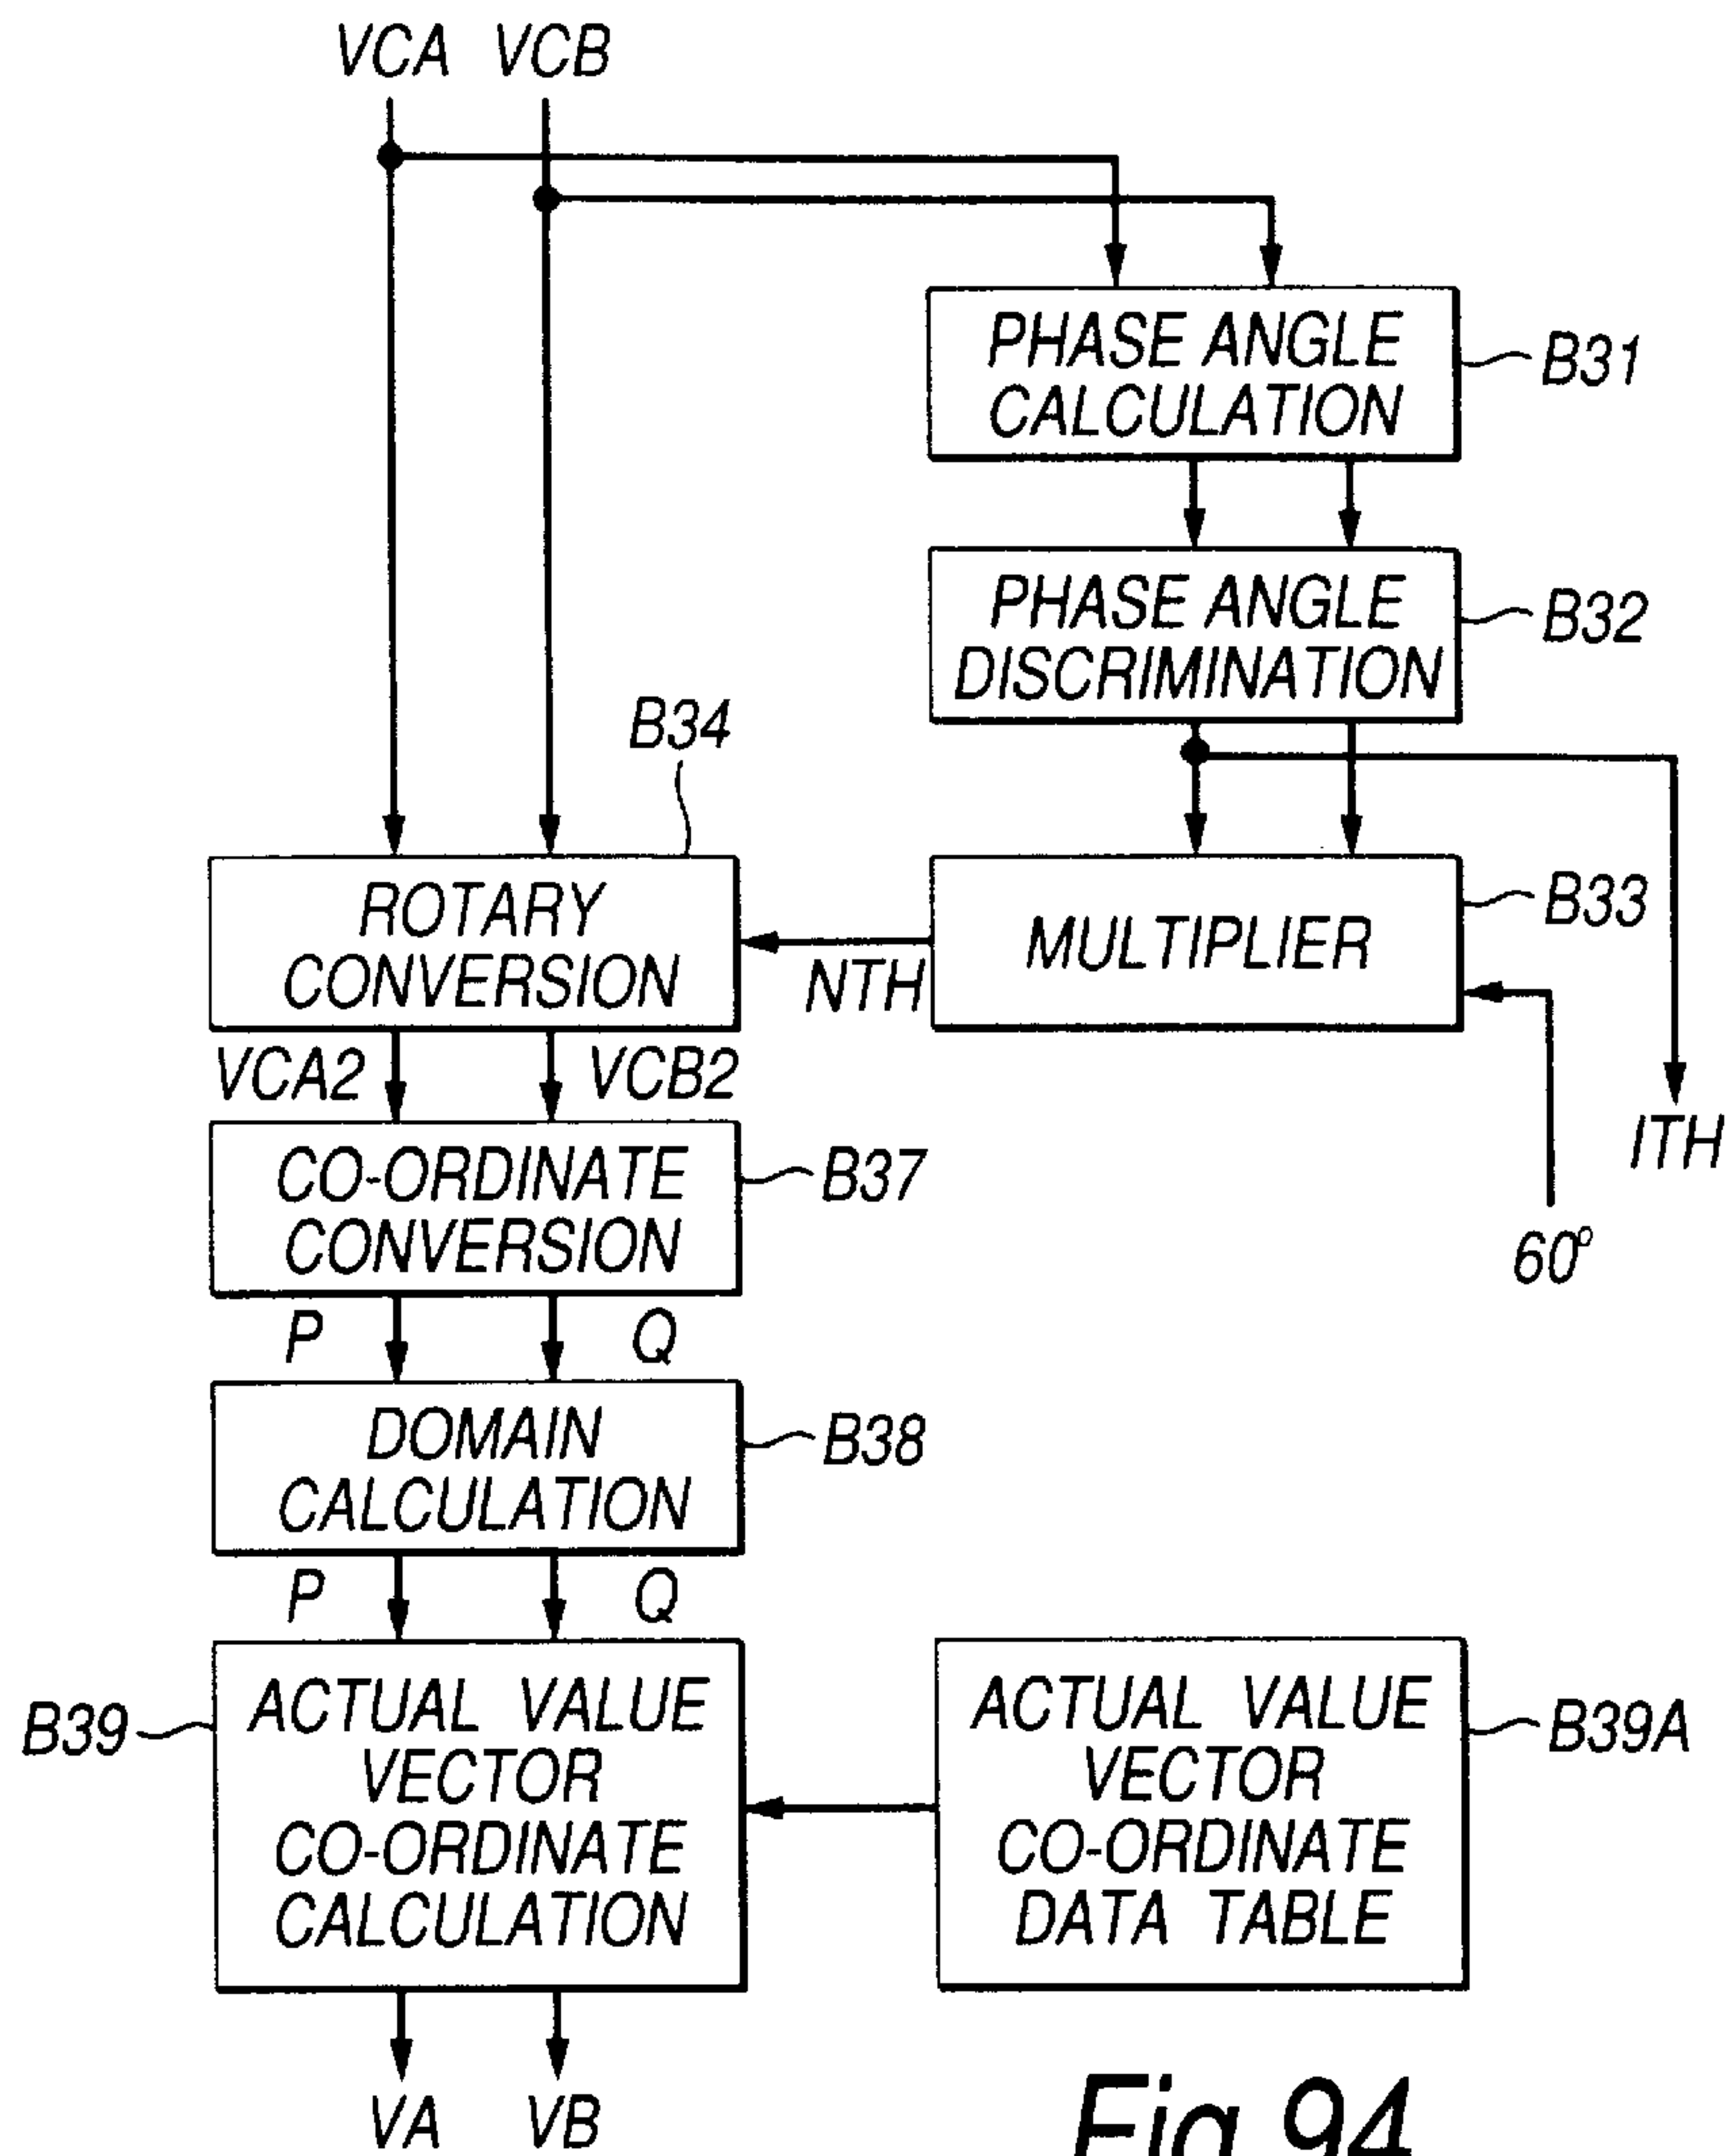 VCA VCB
PHASE ANGLE
CALCULATION
B31
PHASE ANGLE
DISCRIMINATION
B32
B34
ROTARY
CONVERSION
NTH
MULTIPLIER
B33
VCA2
VCB2
ITH
CO-ORDINATE
CONVERSION
B37
60°
P
Q
DOMAIN
CALCULATION
B38
P
Q
B39
ACTUAL VALUE
VECTOR
CO-ORDINATE
CALCULATION
ACTUAL VALUE
VECTOR
CO-ORDINATE
DATA TABLE
B39A
VA
VB
Fig 94